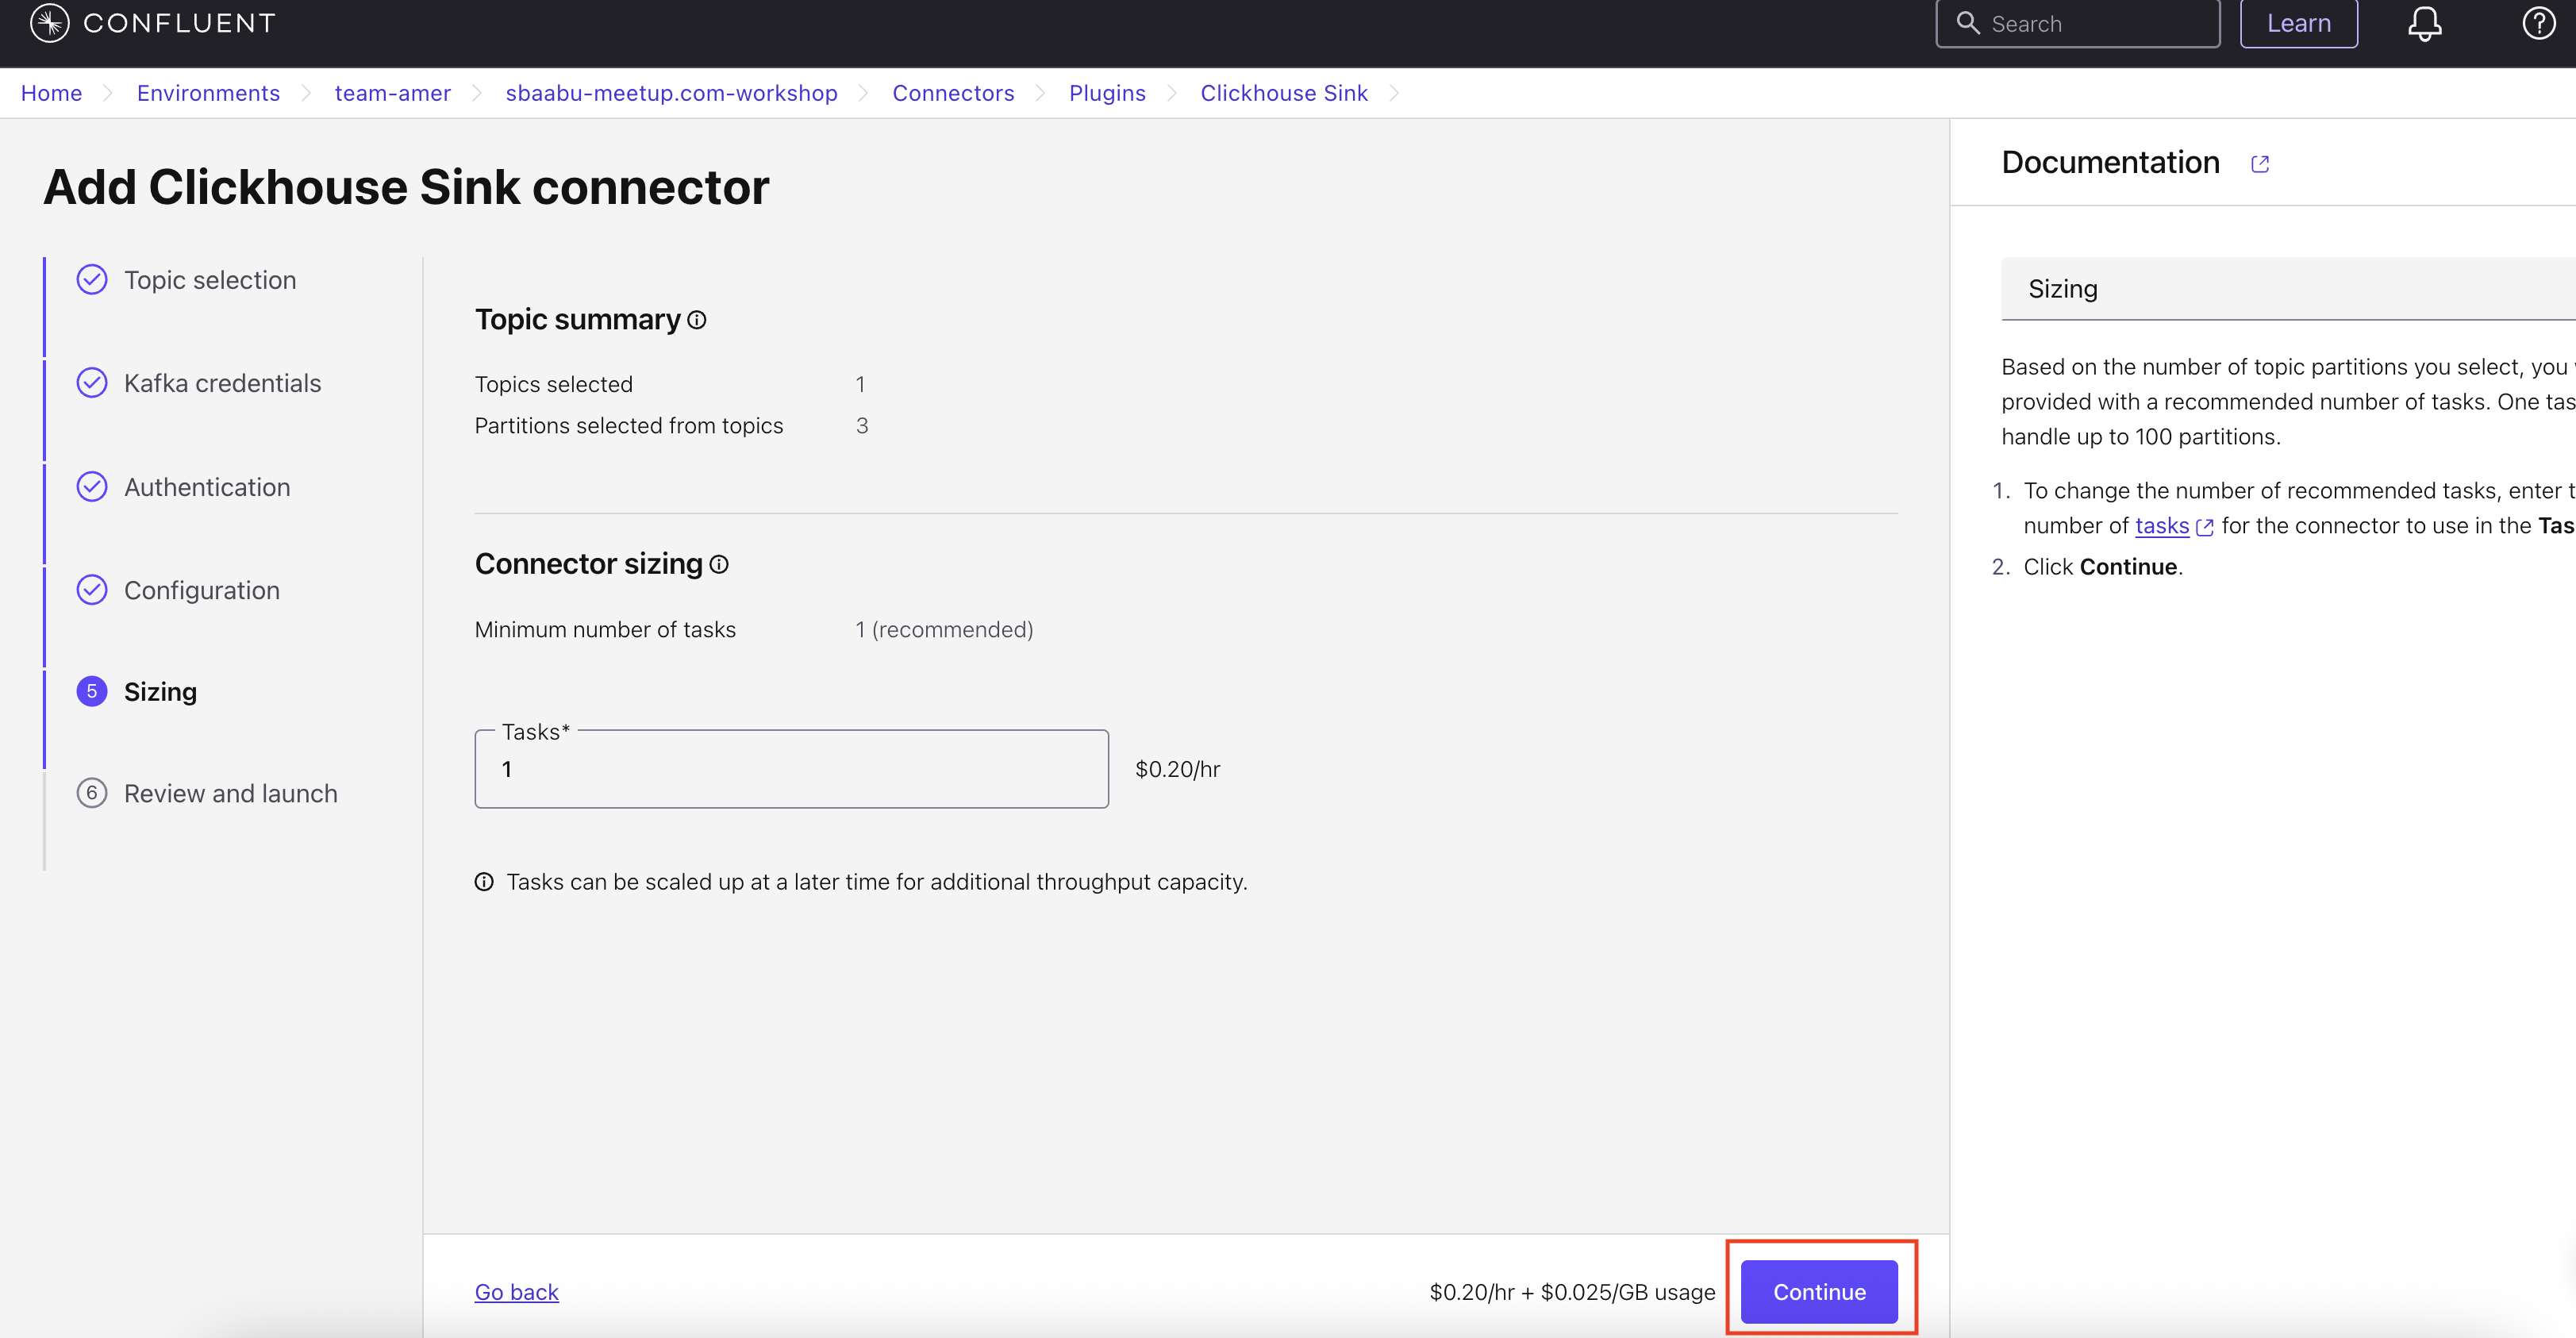 CONFLUENT
Search
Learn
Home
Environments
team-amer
sbaabu-meetup.com-workshop
Connectors
Plugins
Clickhouse Sink
Add Clickhouse Sink connector
Topic selection
Kafka credentials
Authentication
Configuration
5 Sizing
6 Review and launch
Topic summary
Topics selected 1
Partitions selected from topics 3
Connector sizing
Minimum number of tasks 1 (recommended)
Tasks*
1
$0.20/hr
Tasks can be scaled up at a later time for additional throughput capacity.
Go back
$0.20/hr + $0.025/GB usage
Continue
Documentation
Sizing
Based on the number of topic partitions you select, you
provided with a recommended number of tasks. One
handle up to 100 partitions.
1. To change the number of recommended tasks, enter
number of tasks for the connector to use in the
2. Click Continue.